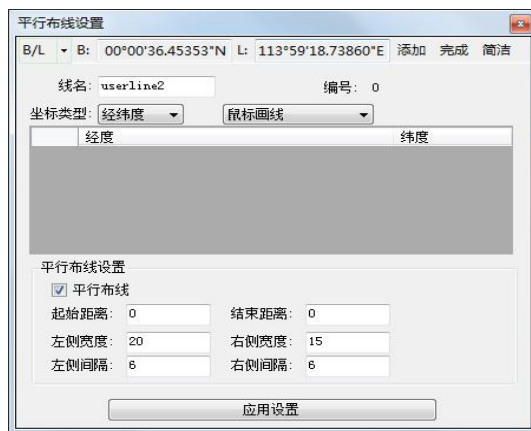 平行布线设置
B/L B: 00°00'36.45353"N L: 113°59'18.73860"E 添加 完成 简洁
线名: userline2 编号: 0
坐标类型: 经纬度 鼠标画线
经度 纬度
平行布线设置
平行布线
起始距离: 0 结束距离: 0
左侧宽度: 20 右侧宽度: 15
左侧间隔: 6 右侧间隔: 6
应用设置